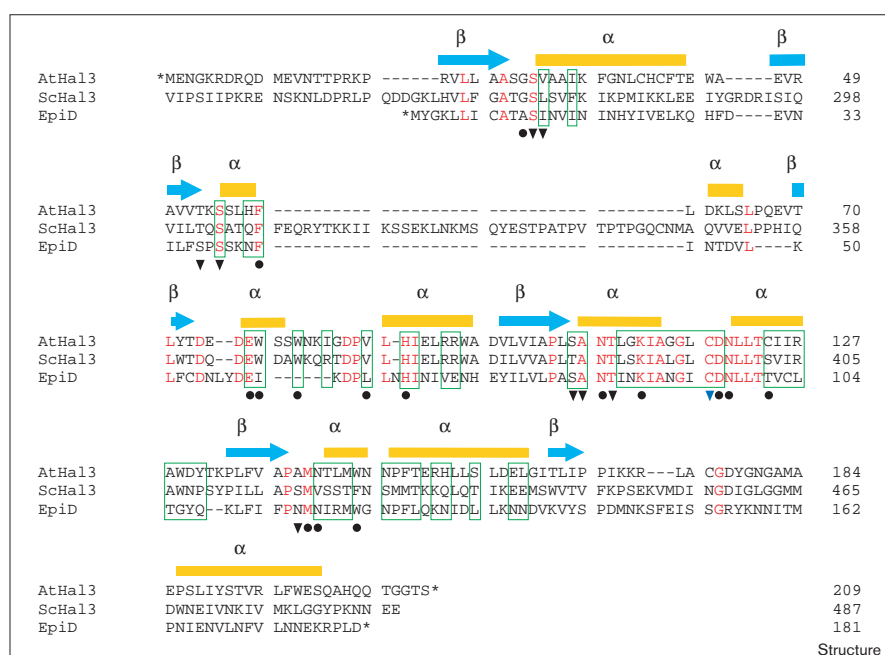 β α β
AtHal3 *MENGKRDRQD MEVNTTPRKP ------RVLL AASGSVAAIK FGNLCHCFTE WA----EVR 49
ScHal3 VIPSIIPKRE NSKNLDPRLP QDDGKLHVLF GATGSLSVFK IKPMIKKLEE IYGRDRISIQ 298
EpiD *MYGKLLI CATASINVIN INHYIVELKQ HFD----EVN 33
β α α β
AtHal3 AVVTKSSLHF ---------- ---------- ---------- ---------L DKLSLPQEVT 70
ScHal3 VILTQSATQF FEQRYTKKII KSSEKLNKMS QYESTPATPV TPTPGQCNMA QVVELPPHIQ 358
EpiD ILFSPSSKNF ---------- ---------- ---------- ---------I NTDVL----K 50
β α α β α α
AtHal3 LYTDE--DEW SSWNKIGDPV L-HIELRRWA DVLVIAPLSA NTLGKIAGGL CDNLLTCIIR 127
ScHal3 LWTDQ--DEW DAWKQRTDPV L-HIELRRWA DILVVAPLTA NTLSKIALGI CDNLLTSVIR 405
EpiD LFCDNLYDEI ----KDPL LNHINIVENH EYILVLPASA NTINKIANGI CDNLLTTVCL 104
β α α β
AtHal3 AWDYTKPLFV APAMNTLMWN NPFTERHLLS LDELGITLIP PIKKR--LAC GDYGNGAMA 184
ScHal3 AWNPSYPILL APSMVSSTFN SMMTKKQLQT IKEEMSWVTV FKPSEKVMDI NGDIGLGGMM 465
EpiD TGYQ--KLFI FPNMNIRMWG NPFLQKNIDL LKNNDVKVYS PDMNKSFEIS SGRYKNNITM 162
α
AtHal3 EPSLIYSTVR LFWESQAHQQ TGGTS* 209
ScHal3 DWNEIVNKIV MKLGGYPKNN EE 487
EpiD PNIENVLNFV LNNEKRPLD* 181
Structure